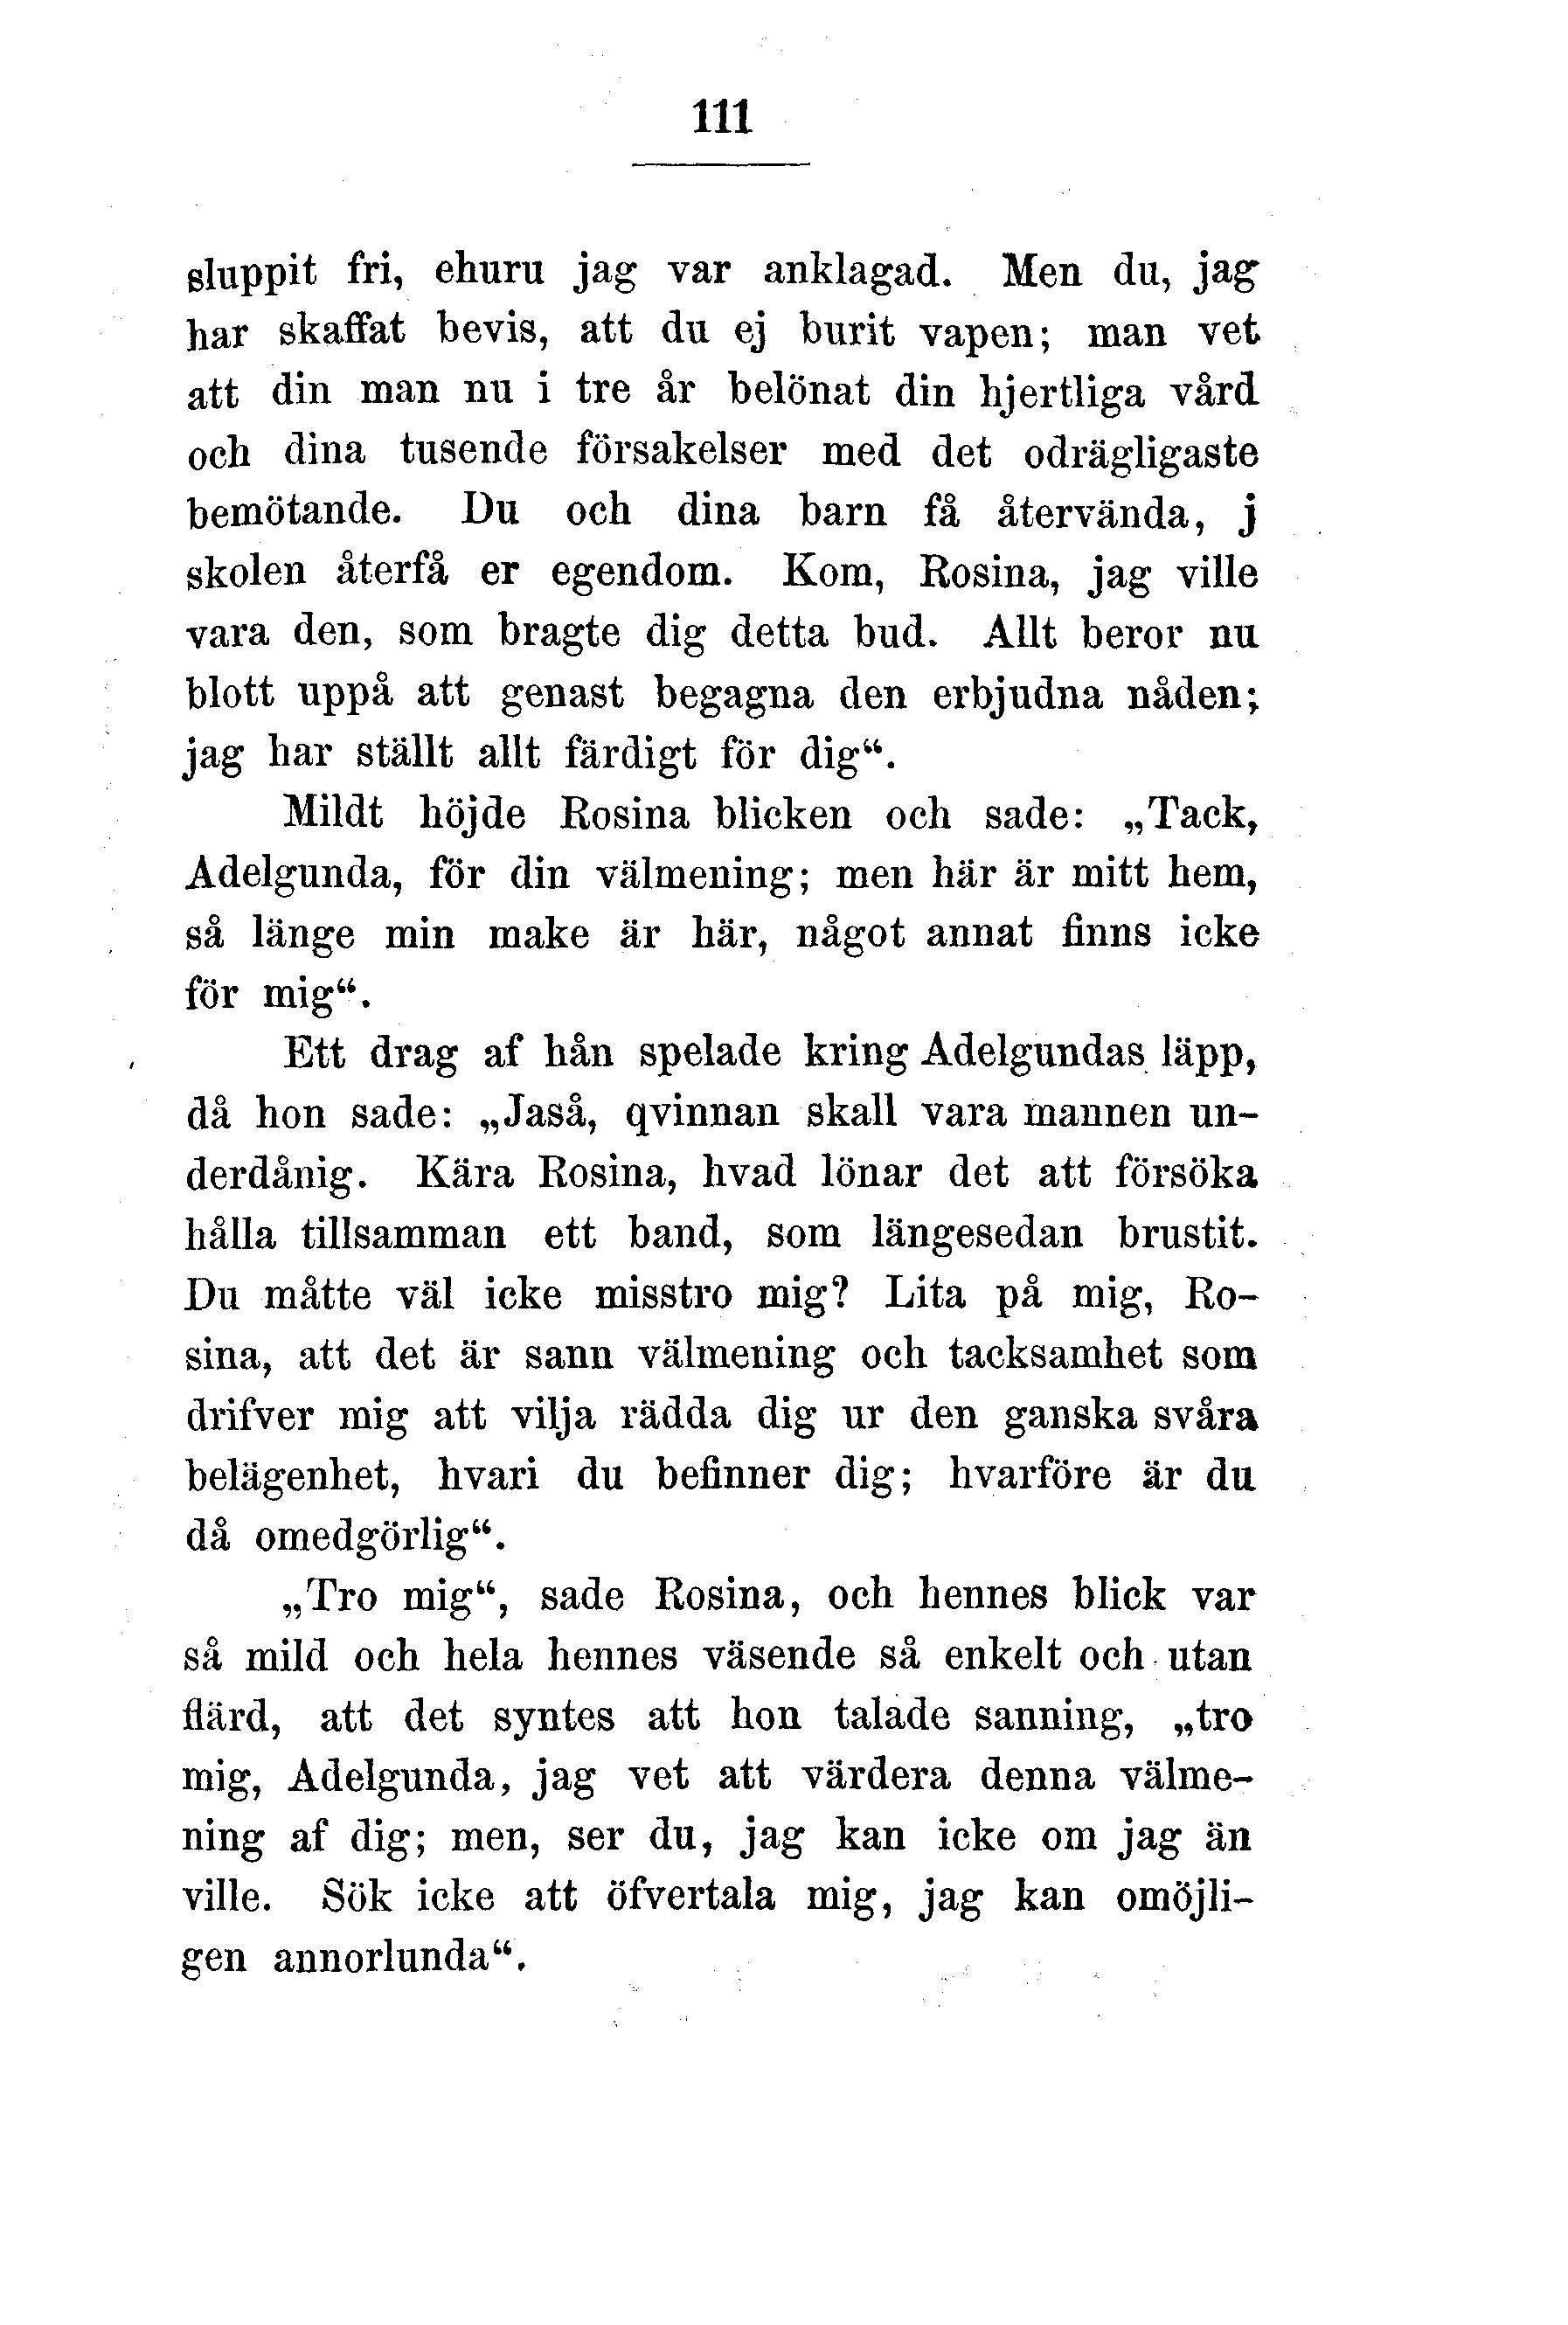 111
sluppit fri, ehuru jag var anklagad. Men du, jag
har skaffat bevis, att du ej burit vapen; man vet
att din man nu i tre år belönat din hjertliga vård
och dina tusende försakelser med det odrägligaste
bemötande. Du och dina barn få återvända, j
skolen återfå er egendom. Kom, Rosina, jag ville
vara den, som bragte dig detta bud. Allt beror nu
blott uppå att genast begagna den erbjudna nåden;
jag har ställt allt färdigt för dig“.
Mildt höjde Rosina blicken och sade: „Tack,
Adelgunda, för din välmening; men här är mitt hem,
så länge min make är här, något annat finns icke
för mig“.
Ett drag af hån spelade kring Adelgundas läpp,
då hon sade: „Jaså, qvinnan skall vara mannen un-
derdånig. Kära Rosina, hvad lönar det att försöka
hålla tillsamman ett band, som längesedan brustit.
Du måtte väl icke misstro mig? Lita på mig, Ro-
sina, att det är sann välmening och tacksamhet som
drifver mig att vilja rädda dig ur den ganska svåra
belägenhet, hvari du befinner dig; hvarföre är du
då omedgörlig“.
„Tro mig“, sade Rosina, och hennes blick var
så mild och hela hennes väsende så enkelt och utan
flärd, att det syntes att hon talade sanning, „tro
mig, Adelgunda, jag vet att värdera denna välme-
ning af dig; men, ser du, jag kan icke om jag än
ville. Sök icke att öfvertala mig, jag kan omöjli-
gen annorlunda“.